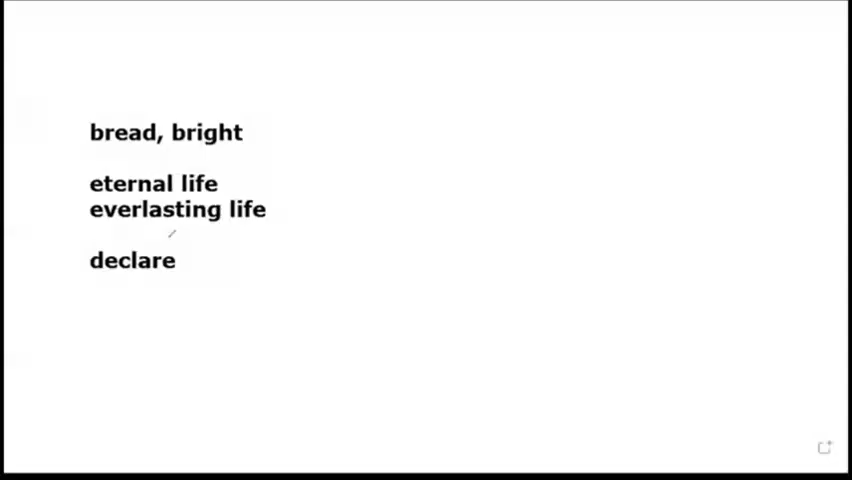 bread, bright
eternal life
everlasting life
declare